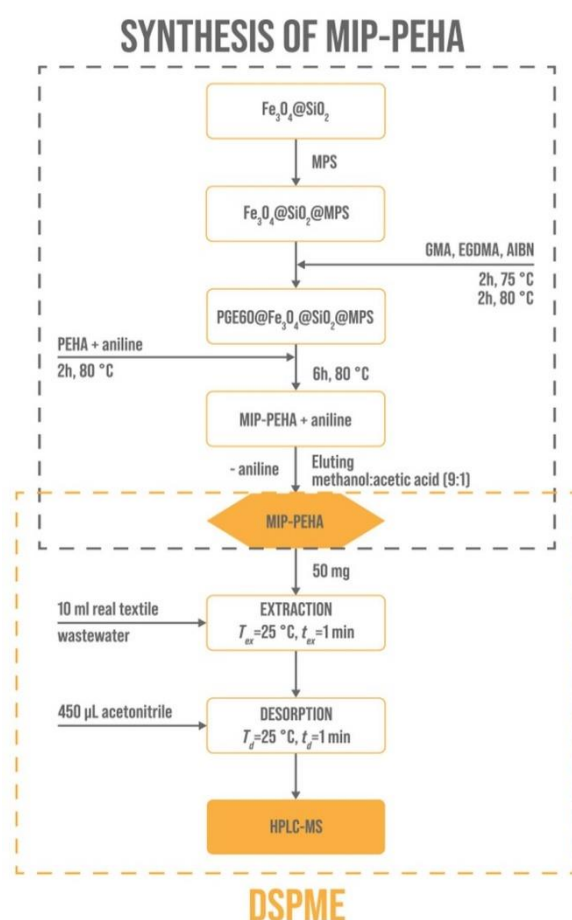 SYNTHESIS OF MIP-PEHA
Fe₃O₄@SiO₂
MPS
Fe₃O₄@SiO₂@MPS
GMA, EGDMA, AIBN
2h, 75 °C
2h, 80 °C
PGE60@Fe₃O₄@SiO₂@MPS
PEHA + aniline
2h, 80 °C
6h, 80 °C
MIP-PEHA + aniline
- aniline
Eluting
methanol:acetic acid (9:1)
MIP-PEHA
50 mg
10 ml real textile
wastewater
EXTRACTION
Tₑₓ=25 °C, tₑₓ=1 min
450 µL acetonitrile
DESORPTION
T_d=25 °C, t_d=1 min
HPLC-MS
DSPME